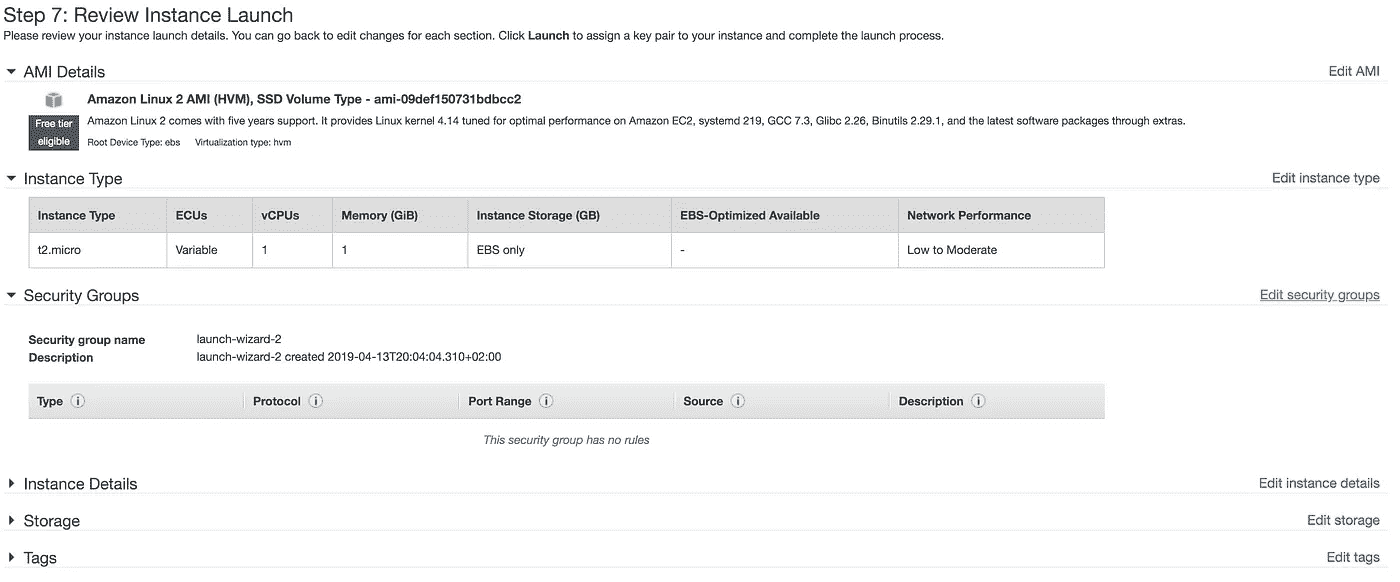 Step 7: Review Instance Launch
Please review your instance launch details. You can go back to edit changes for each section. Click Launch to assign a key pair to your instance and complete the launch process.
AMI Details Edit AMI
Amazon Linux 2 AMI (HVM), SSD Volume Type - ami-09def150731bdbcc2
Free tier eligible
Amazon Linux 2 comes with five years support. It provides Linux kernel 4.14 tuned for optimal performance on Amazon EC2, systemd 219, GCC 7.3, Glibc 2.26, Binutils 2.29.1, and the latest software packages through extras.
Root Device Type: ebs Virtualization type: hvm
Instance Type Edit instance type
Instance Type ECUs vCPUs Memory (GiB) Instance Storage (GB) EBS-Optimized Available Network Performance
t2.micro Variable 1 1 EBS only - Low to Moderate
Security Groups Edit security groups
Security group name launch-wizard-2
Description launch-wizard-2 created 2019-04-13T20:04:04.310+02:00
Type Protocol Port Range Source Description
This security group has no rules
Instance Details Edit instance details
Storage Edit storage
Tags Edit tags